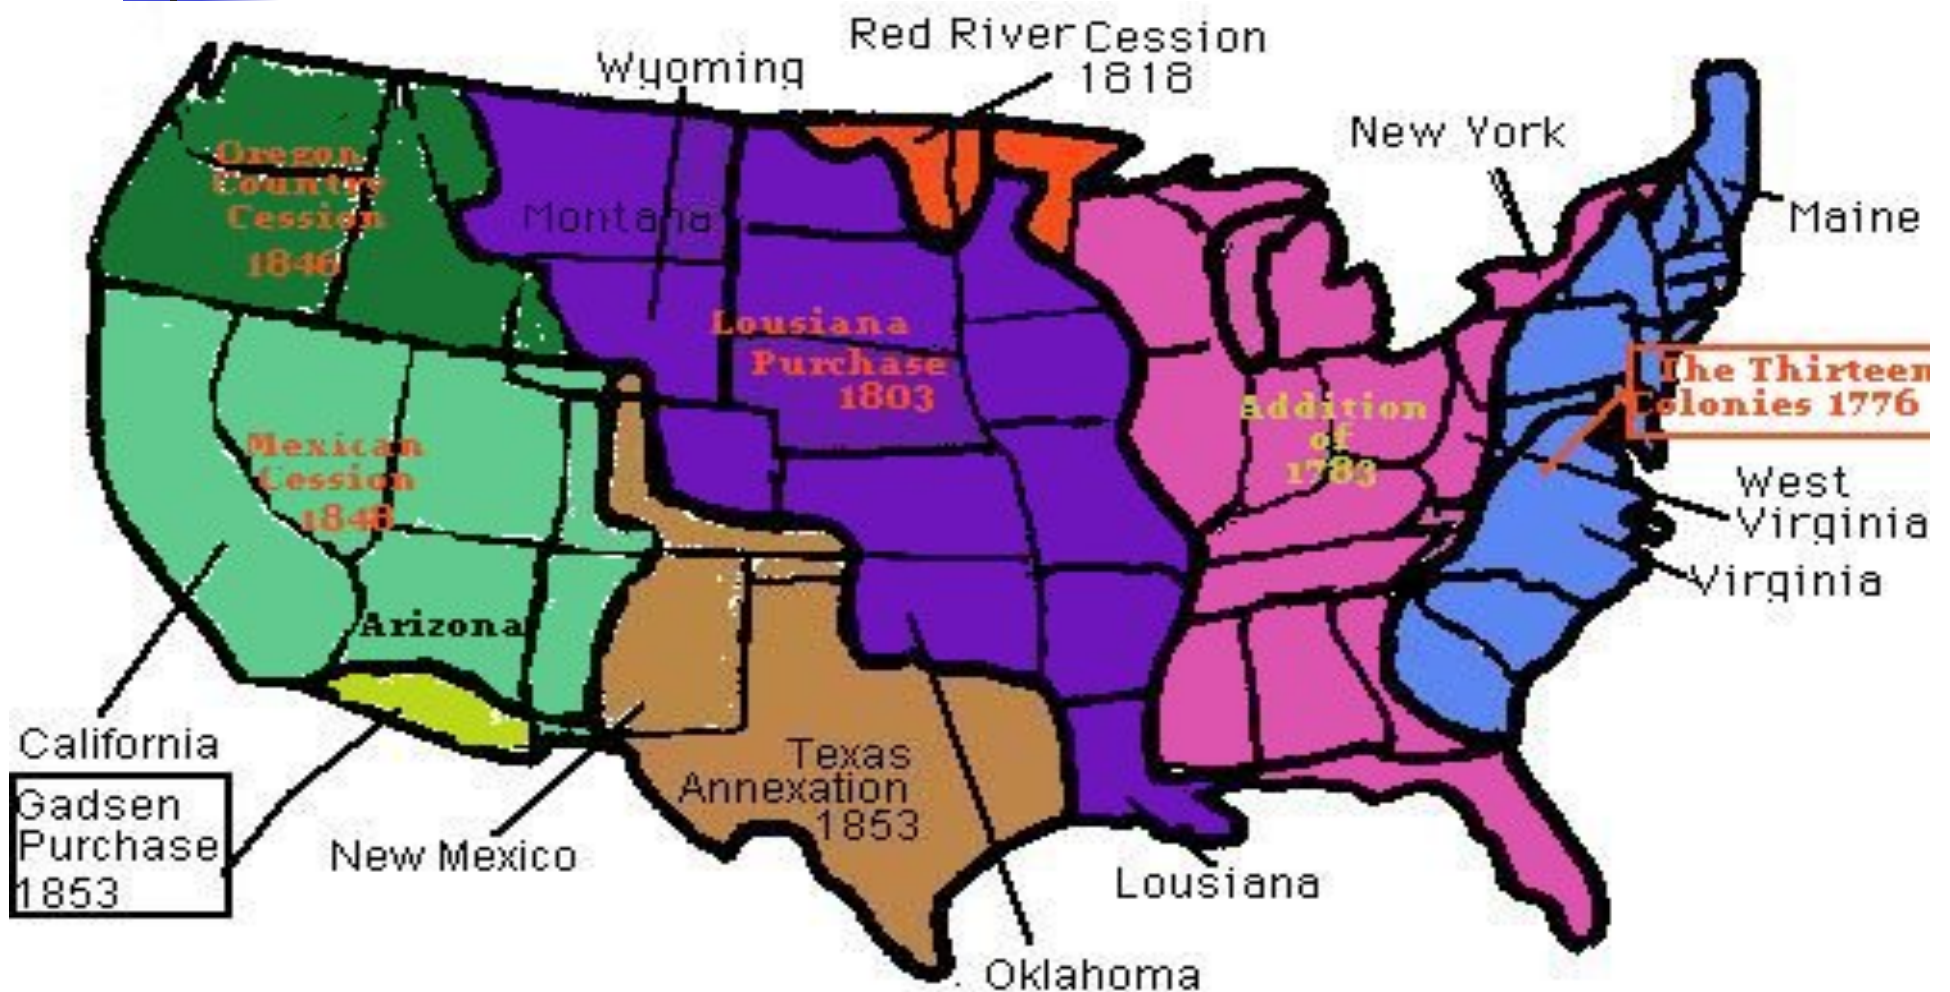 Red River Cession
1818
Wyoming
New York
Maine
Oregon
Country
Cession
1846
Montana
Lousiana
Purchase
1803
The Thirteen
Colonies 1776
Addition
of
1783
Mexican
Cession
1848
West
Virginia
Virginia
Arizona
California
Gadsen
Purchase
1853
New Mexico
Texas
Annexation
1853
Lousiana
Oklahoma